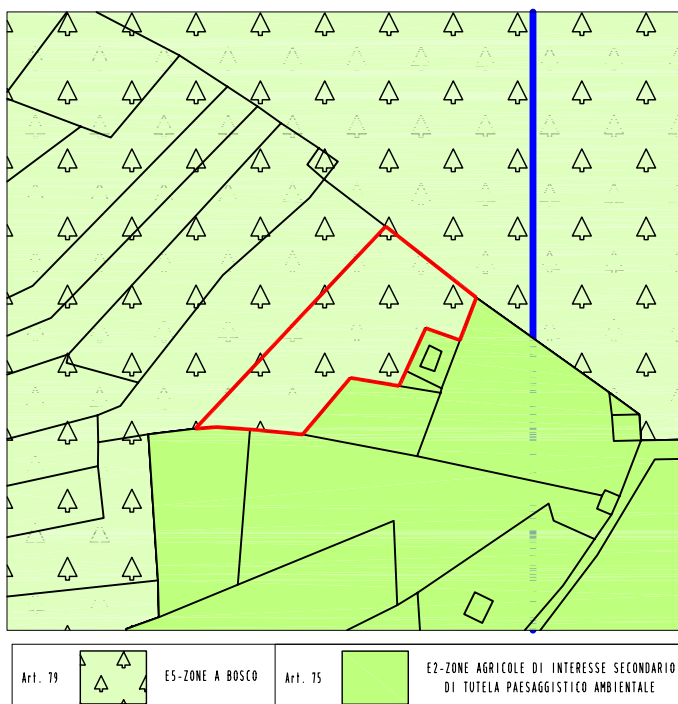 Art. 79
E5-ZONE A BOSCO
Art. 75
E2-ZONE AGRICOLE DI INTERESSE SECONDARIO
DI TUTELA PAESAGGISTICO AMBIENTALE